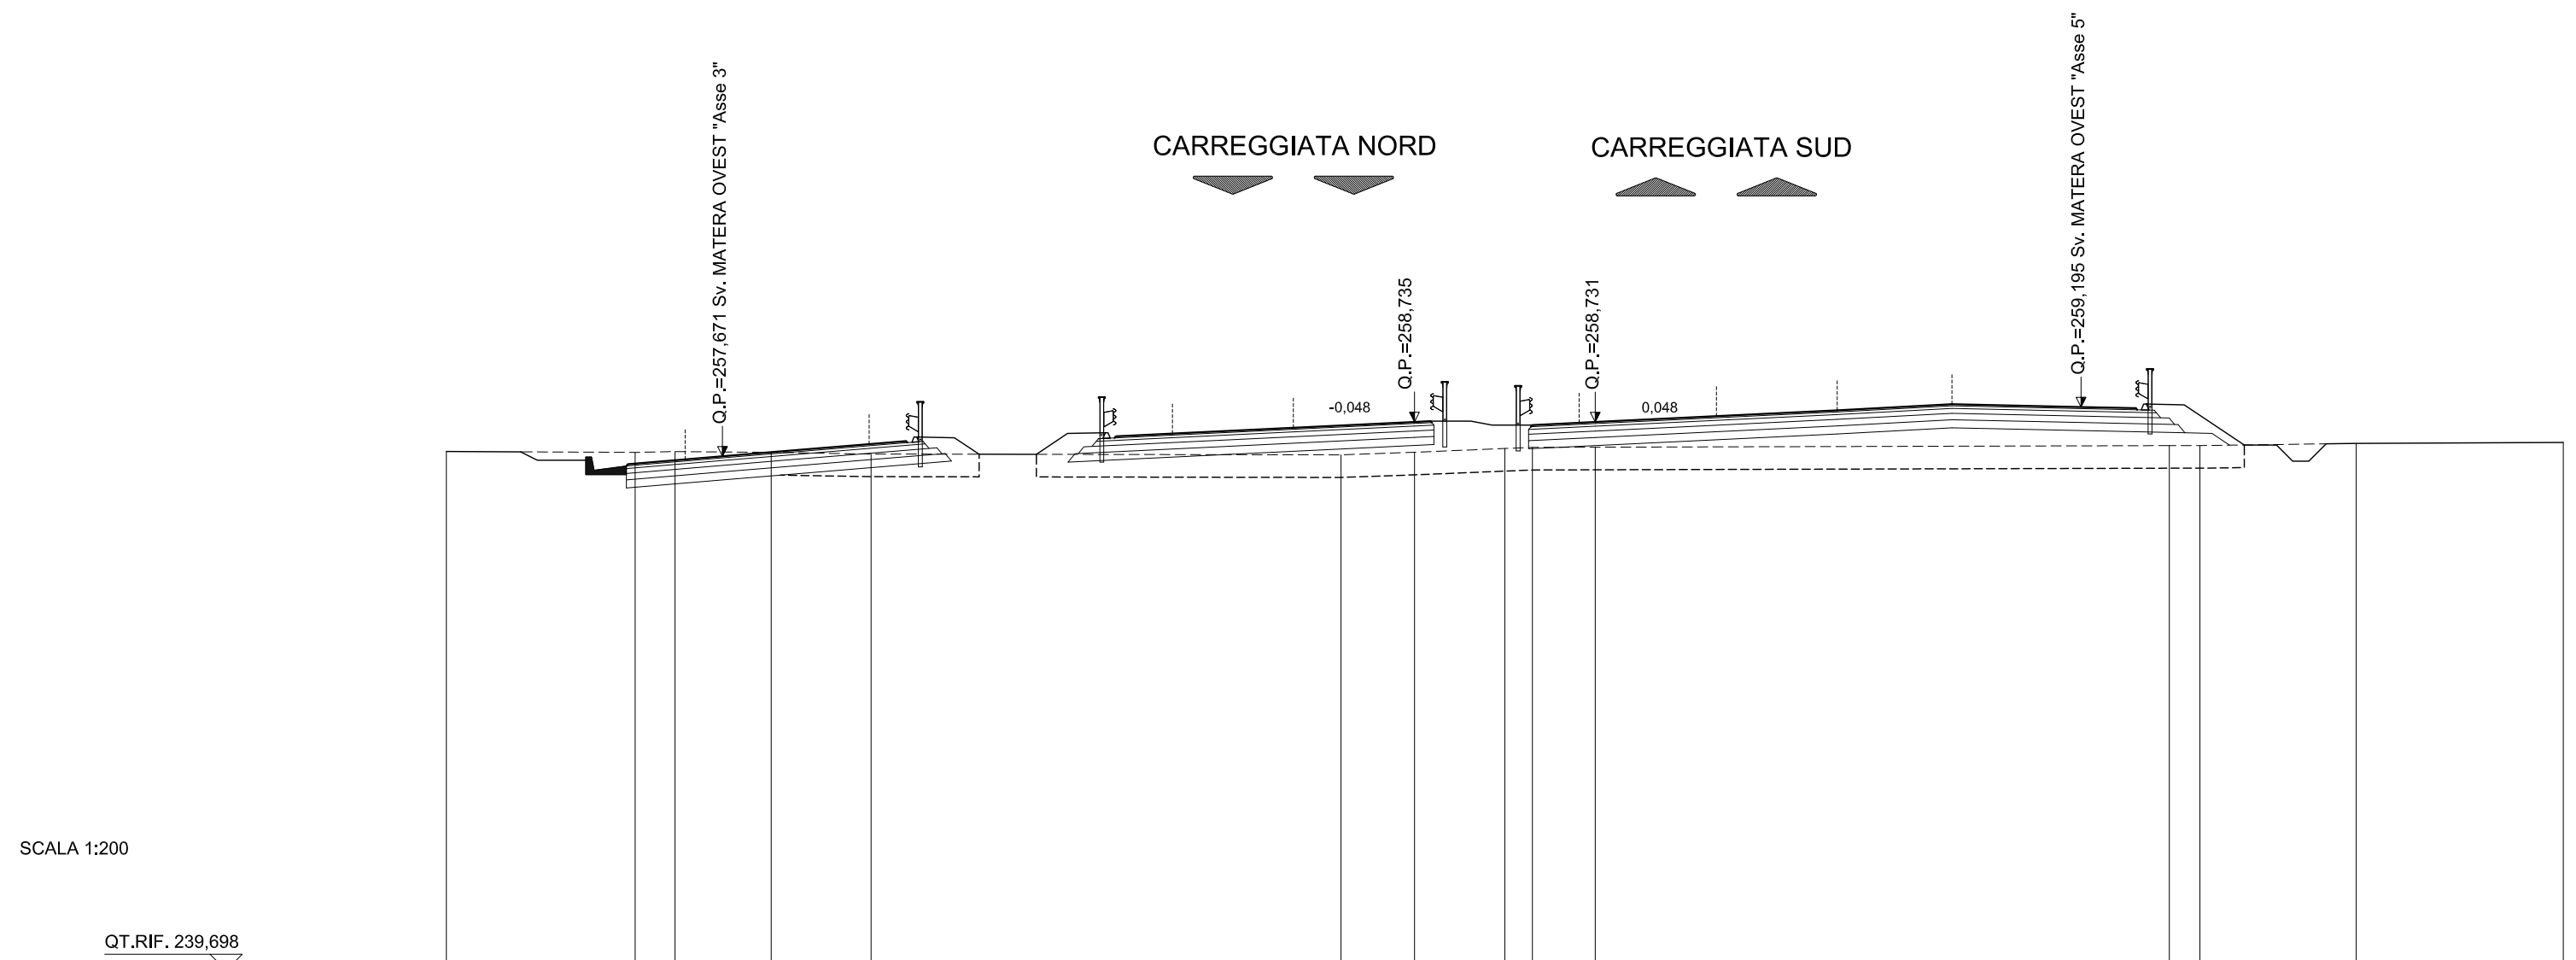 Q.P.=257,671 Sv. MATERA OVEST "Asse 3"
CARREGGIATA NORD
CARREGGIATA SUD
Q.P.=259,195 Sv. MATERA OVEST "Asse 5"
Q.P.=258,735
Q.P.=258,731
-0,048
0,048
SCALA 1:200
QT.RIF. 239,698